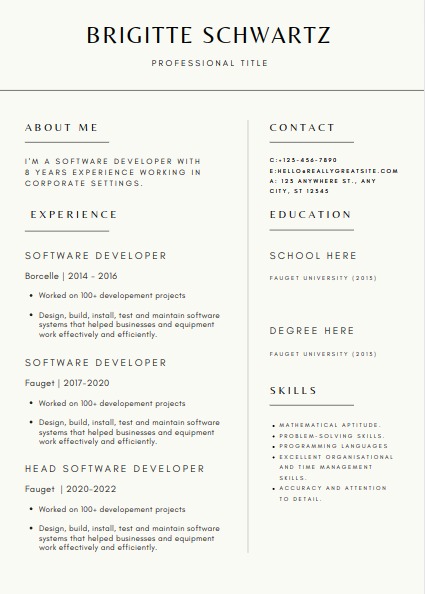 BRIGITTE SCHWARTZ
PROFESSIONAL TITLE
ABOUT ME
I'M A SOFTWARE DEVELOPER WITH
8 YEARS EXPERIENCE WORKING IN
CORPORATE SETTINGS.
EXPERIENCE
SOFTWARE DEVELOPER
Borcelle | 2014 - 2016
• Worked on 100+ developement projects
• Design, build, install, test and maintain software
systems that helped businesses and equipment
work effectively and efficiently.
SOFTWARE DEVELOPER
Fauget | 2017-2020
• Worked on 100+ developement projects
• Design, build, install, test and maintain software
systems that helped businesses and equipment
work effectively and efficiently.
HEAD SOFTWARE DEVELOPER
Fauget | 2020-2022
• Worked on 100+ developement projects
• Design, build, install, test and maintain software
systems that helped businesses and equipment
work effectively and efficiently.
CONTACT
C:+123-456-7890
E:HELLO@REALLYGREATSITE.COM
A: 123 ANYWHERE ST., ANY
CITY, ST 12345
EDUCATION
SCHOOL HERE
FAUGET UNIVERSITY (2015)
DEGREE HERE
FAUGET UNIVERSITY (2015)
SKILLS
• MATHEMATICAL APTITUDE.
• PROBLEM-SOLVING SKILLS.
• PROGRAMMING LANGUAGES
• EXCELLENT ORGANISATIONAL
AND TIME MANAGEMENT
SKILLS.
• ACCURACY AND ATTENTION
TO DETAIL.